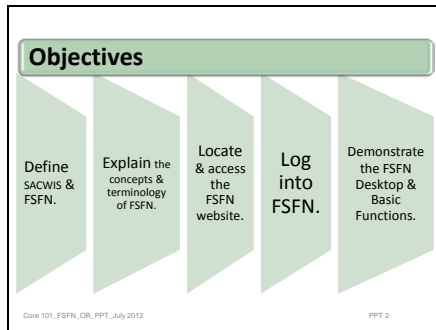 Objectives
Define
SACWIS &
FSFN.
Explain the
concepts &
terminology
of FSFN.
Locate
& access
the
FSFN
website.
Log
into
FSFN.
Demonstrate
the FSFN
Desktop &
Basic
Functions.
Core 101_FSFN_OR_PPT_July 2012
PPT 2